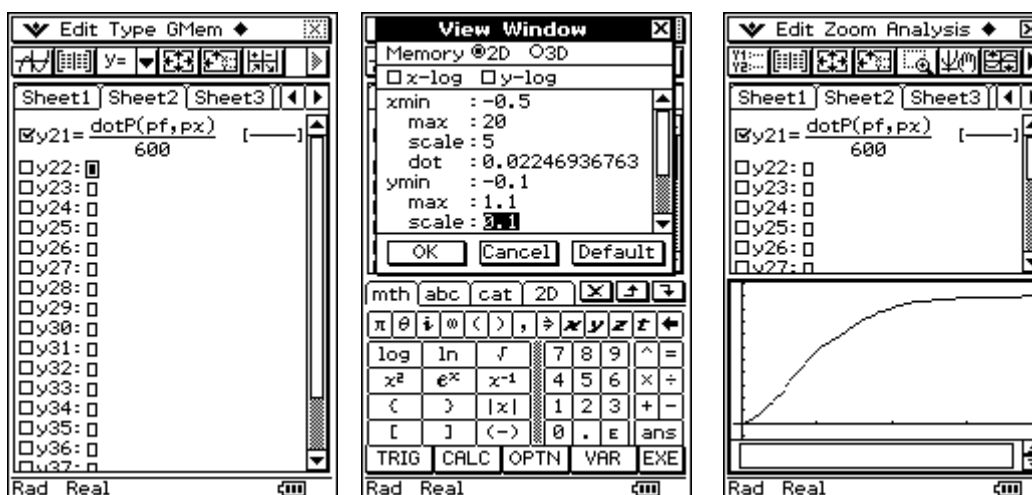 Edit Type GMem ◆
Sheet1 Sheet2 Sheet3
y21=dotP(pf,px) [——]
600
y22:
y23:
y24:
y25:
y26:
y27:
y28:
y29:
y30:
y31:
y32:
y33:
y34:
y35:
y36:
y37:
Rad Real
View Window
Memory 2D 3D
x-log y-log
xmin :-0.5
max :20
scale:5
dot :0.02246936763
ymin :-0.1
max :1.1
scale:0.1
OK Cancel Default
mth abc cat 2D
π θ i ∞ ( ) , ⇒ x y z t ←
log ln √ 7 8 9 ^ =
x² eˣ x⁻¹ 4 5 6 × ÷
( ) |x| 1 2 3 + −
[ ] (−) 0 . E ans
TRIG CALC OPTN VAR EXE
Rad Real
Edit Zoom Analysis ◆
Sheet1 Sheet2 Sheet3
y21=dotP(pf,px) [——]
600
y22:
y23:
y24:
y25:
y26:
y27:
Rad Real